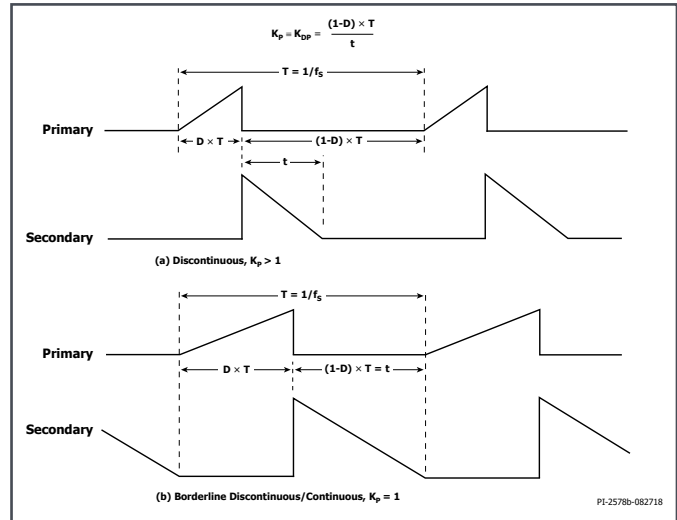 (1-D) × T
K_P = K_DP =
t
T = 1/f_S
Primary
D × T
(1-D) × T
t
Secondary
(a) Discontinuous, K_P > 1
T = 1/f_S
Primary
D × T
(1-D) × T = t
Secondary
(b) Borderline Discontinuous/Continuous, K_P = 1
PI-2578b-082718